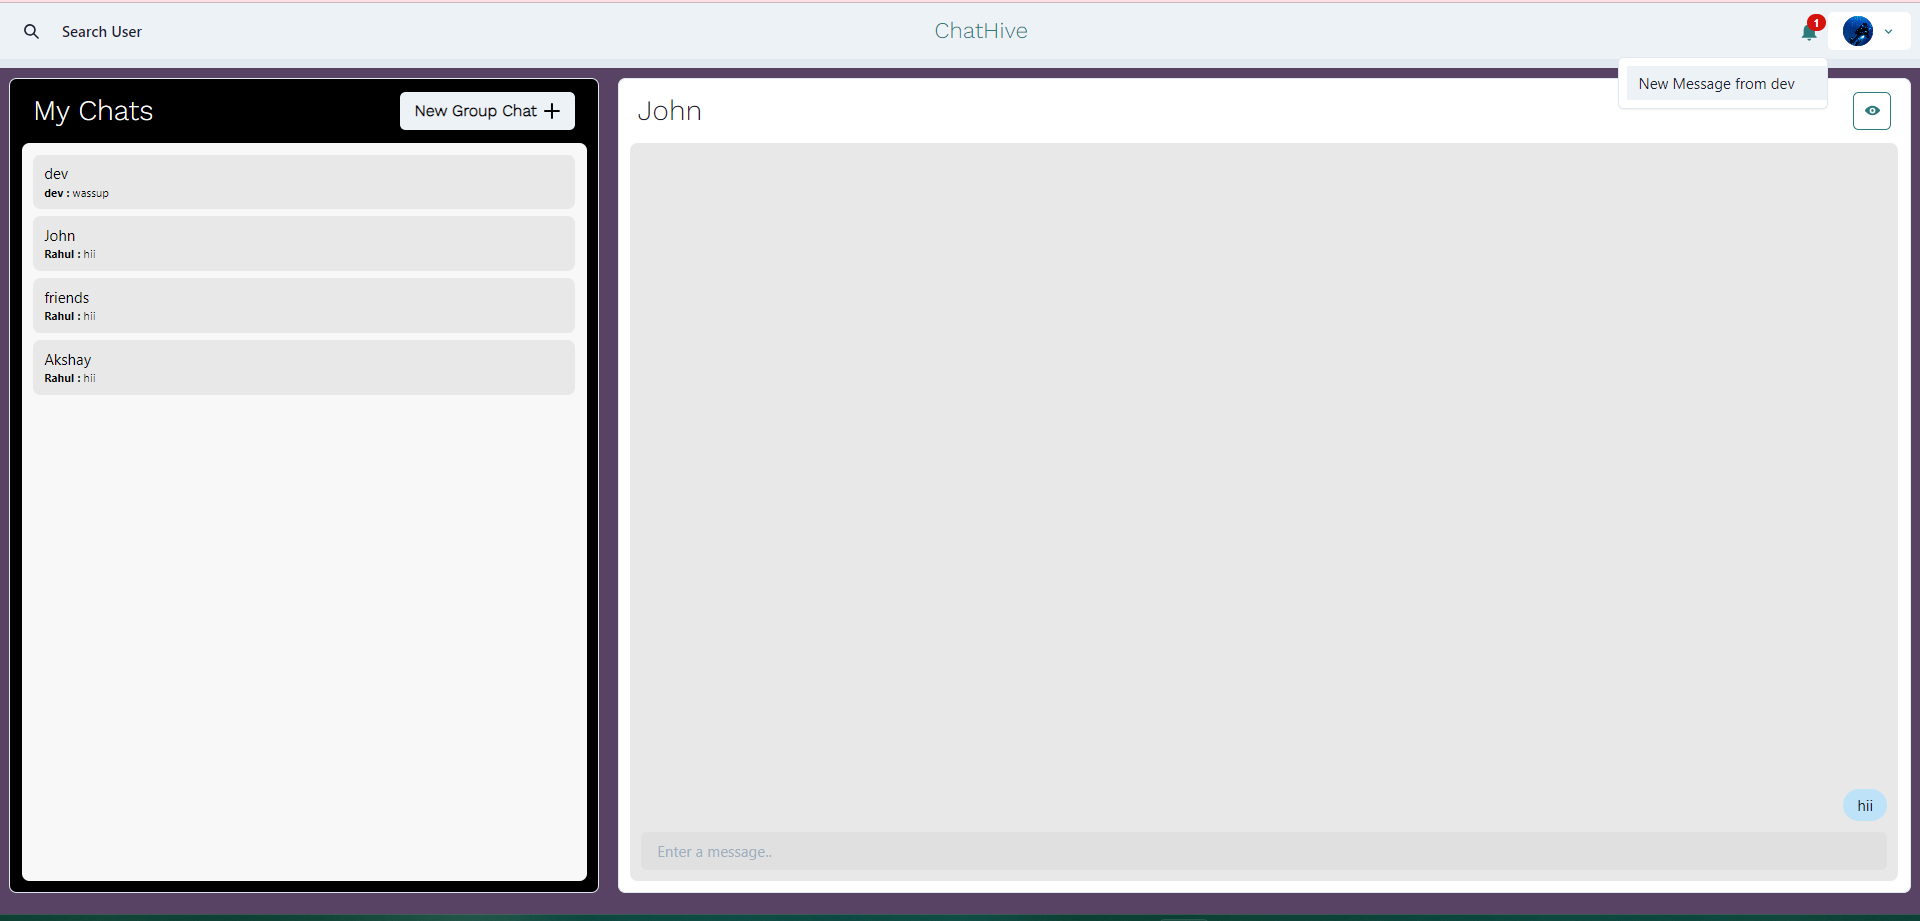 Search User
ChatHive
1
New Message from dev
My Chats
New Group Chat
dev
dev : wassup
John
Rahul : hii
friends
Rahul : hii
Akshay
Rahul : hii
John
hii
Enter a message..